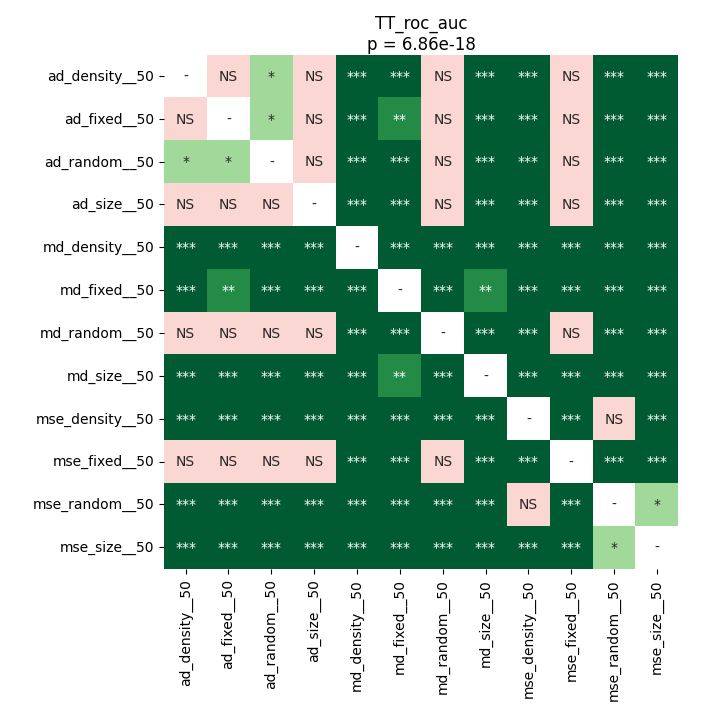 TT_roc_auc
p = 6.86e-18
ad_density__50 - NS * NS *** *** NS *** *** NS *** ***
ad_fixed__50 NS - * NS *** ** NS *** *** NS *** ***
ad_random__50 * * - NS *** *** NS *** *** NS *** ***
ad_size__50 NS NS NS - *** *** NS *** *** NS *** ***
md_density__50 *** *** *** *** - *** *** *** *** *** *** ***
md_fixed__50 *** ** *** *** *** - *** ** *** *** *** ***
md_random__50 NS NS NS NS *** *** - *** *** NS *** ***
md_size__50 *** *** *** *** *** ** *** - *** *** *** ***
mse_density__50 *** *** *** *** *** *** *** *** - *** NS ***
mse_fixed__50 NS NS NS NS *** *** NS *** *** - *** ***
mse_random__50 *** *** *** *** *** *** *** *** NS *** - *
mse_size__50 *** *** *** *** *** *** *** *** *** *** * -
ad_density__50
ad_fixed__50
ad_random__50
ad_size__50
md_density__50
md_fixed__50
md_random__50
md_size__50
mse_density__50
mse_fixed__50
mse_random__50
mse_size__50